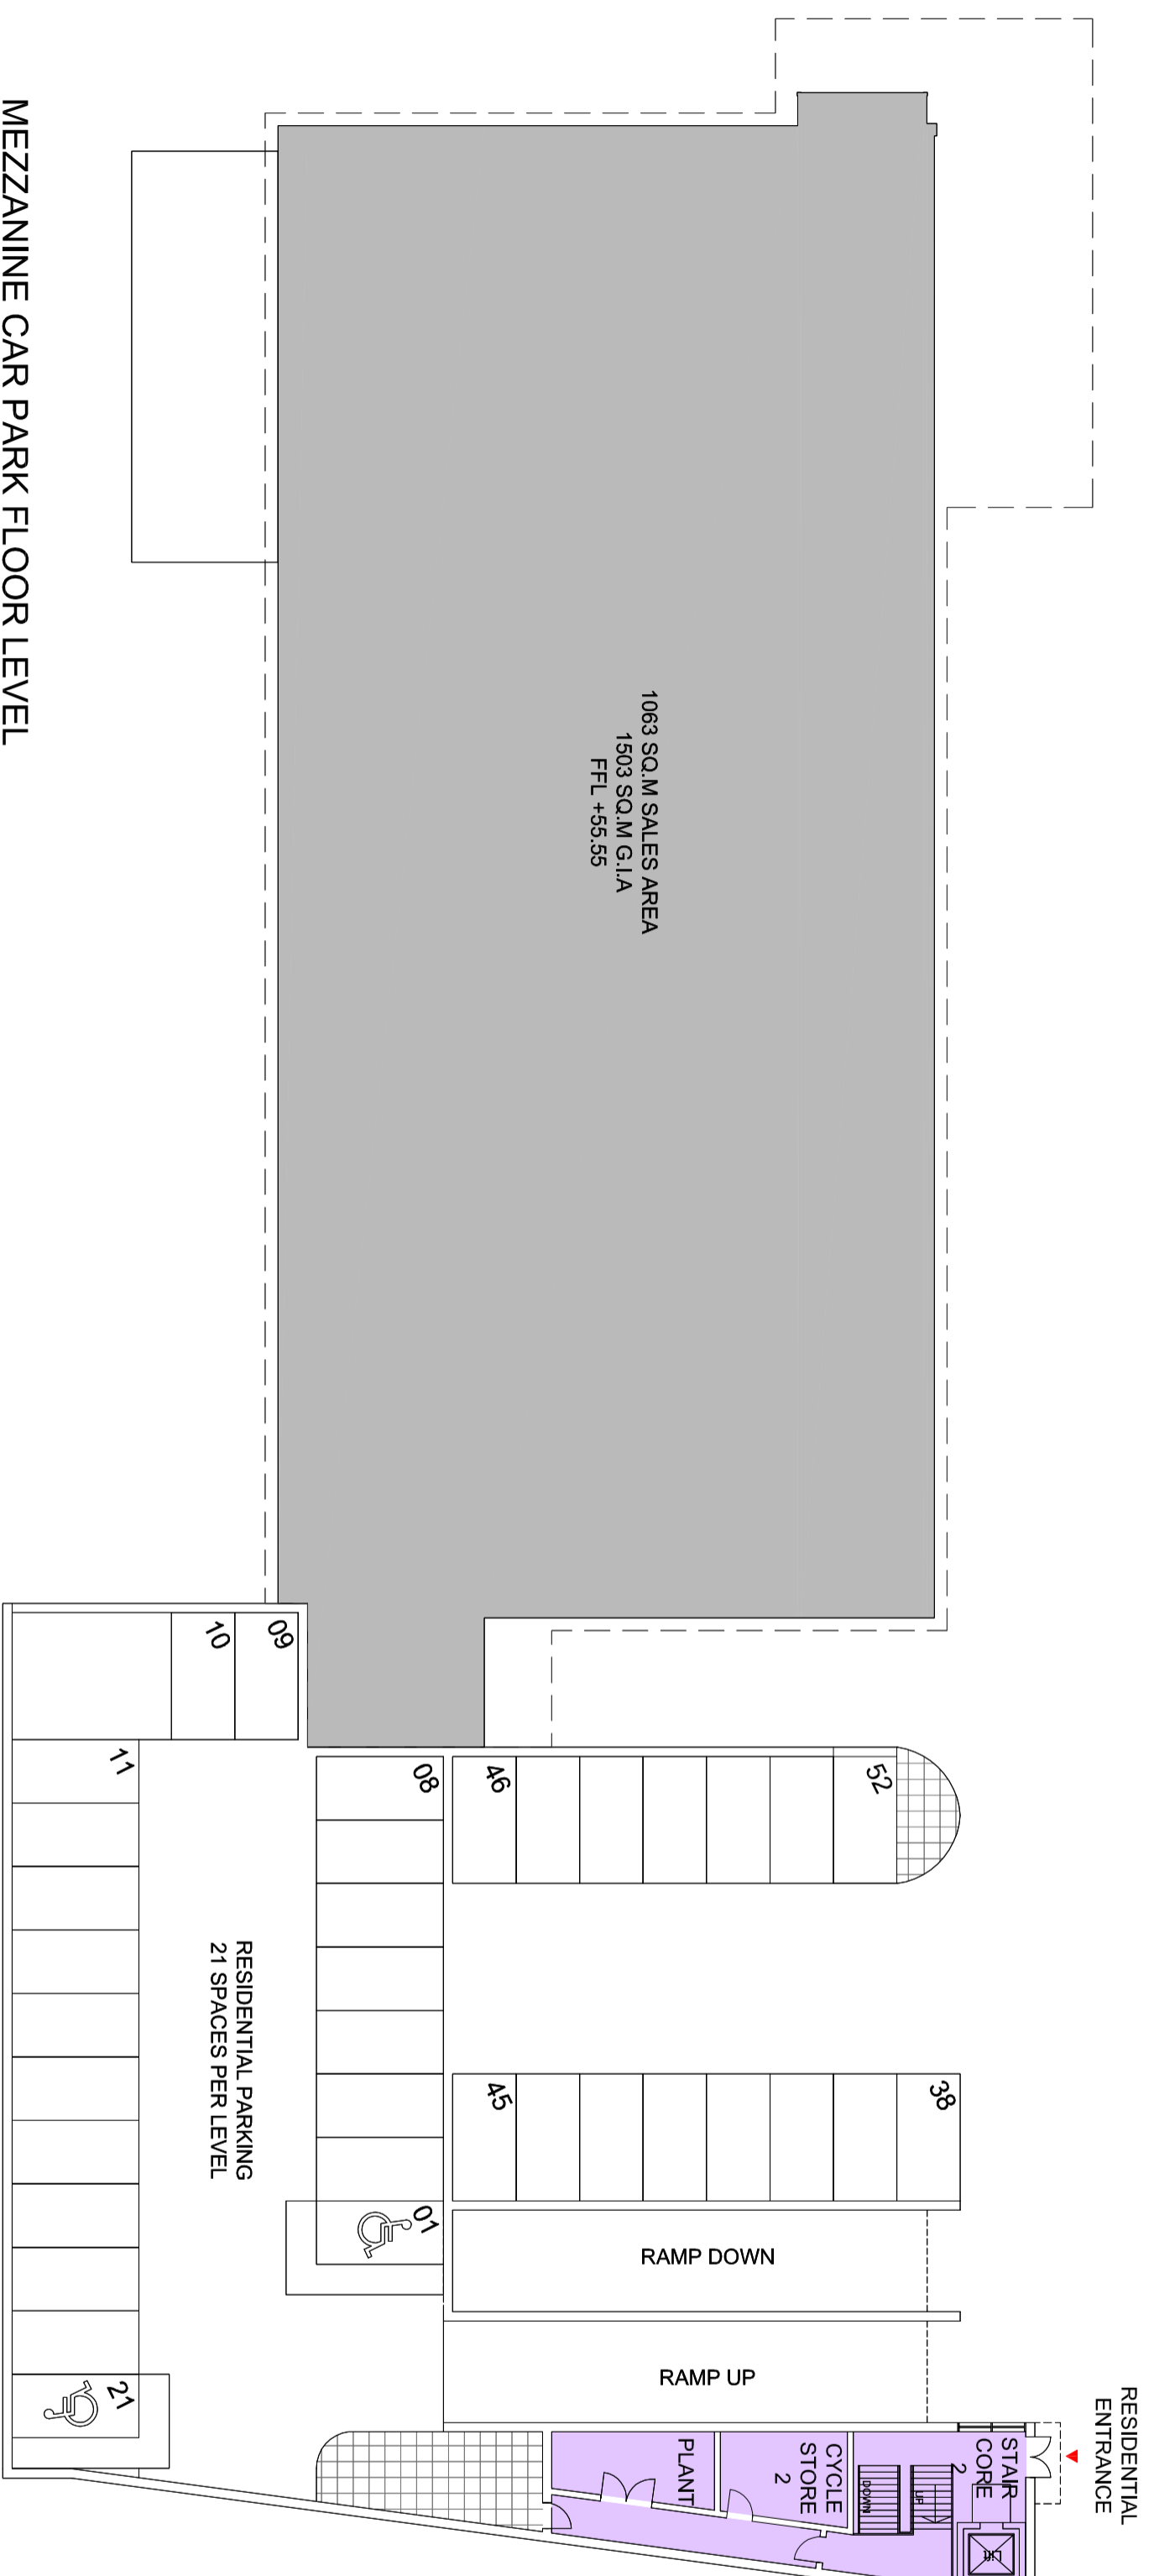 MEZZANINE CAR PARK FLOOR LEVEL
1063 SQ.M SALES AREA
1503 SQ.M G.I.A
FFL +55.55
09
10
11
08
46
52
RESIDENTIAL PARKING
21 SPACES PER LEVEL
45
38
01
21
RAMP DOWN
RAMP UP
RESIDENTIAL
ENTRANCE
STAIR
CORE
2
UP
DOWN
Lift
CYCLE
STORE
2
PLANT